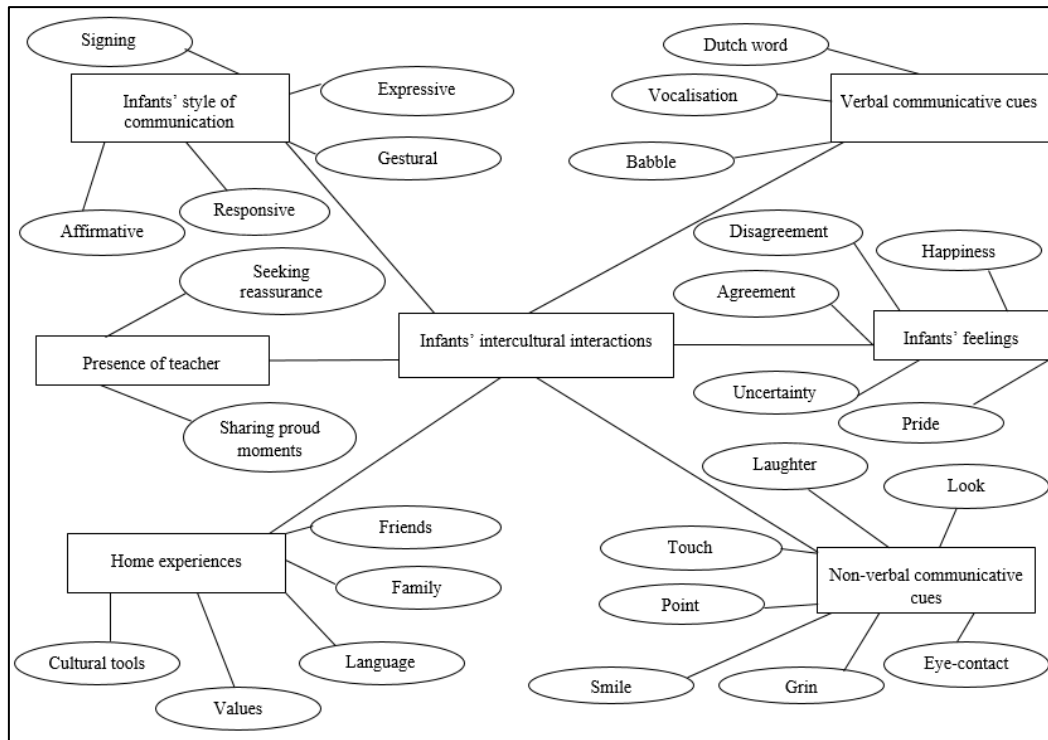 Signing
Infants’ style of
communication
Expressive
Gestural
Responsive
Affirmative
Dutch word
Vocalisation
Verbal communicative cues
Babble
Seeking
reassurance
Presence of teacher
Sharing proud
moments
Infants’ intercultural interactions
Disagreement
Happiness
Agreement
Infants’ feelings
Uncertainty
Pride
Friends
Home experiences
Family
Cultural tools
Language
Values
Laughter
Look
Touch
Non-verbal communicative
cues
Point
Smile
Grin
Eye-contact